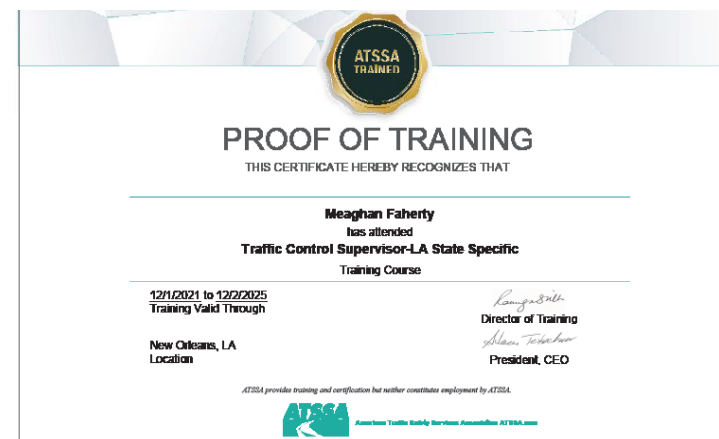 ATSSA
TRAINED
PROOF OF TRAINING
THIS CERTIFICATE HEREBY RECOGNIZES THAT
Meaghan Faherty
has attended
Traffic Control Supervisor-LA State Specific
Training Course
12/1/2021 to 12/2/2025
Training Valid Through
Director of Training
New Orleans, LA
Location
President, CEO
ATSSA provides training and certification but neither constitutes employment by ATSSA.
ATSSA
American Traffic Safety Services Association ATSSA.com